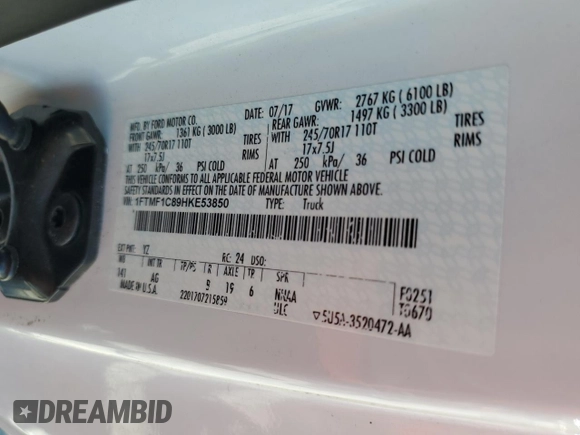 MFD. BY FORD MOTOR CO.
DATE: 07/17 GVWR: 2767 KG ( 6100 LB)
FRONT GAWR: 1361 KG ( 3000 LB) REAR GAWR: 1497 KG ( 3300 LB)
WITH 245/70R17 110T TIRES WITH 245/70R17 110T TIRES
17x7.5J RIMS 17x7.5J RIMS
AT 250 kPa/ 36 PSI COLD AT 250 kPa/ 36 PSI COLD
THIS VEHICLE CONFORMS TO ALL APPLICABLE FEDERAL MOTOR VEHICLE
SAFETY STANDARDS IN EFFECT ON THE DATE OF MANUFACTURE SHOWN ABOVE.
VIN: 1FTMF1C89HKE53850 TYPE: Truck
EXT PNT: YZ RC: 24 DSO:
WB INT TR TP/PS R AXLE TR SPR
141 AG 9 19 6
MADE IN U.S.A. F0251
T0670
2201707215859 ULC ▽5U5A-3520472-AA
DREAMBID